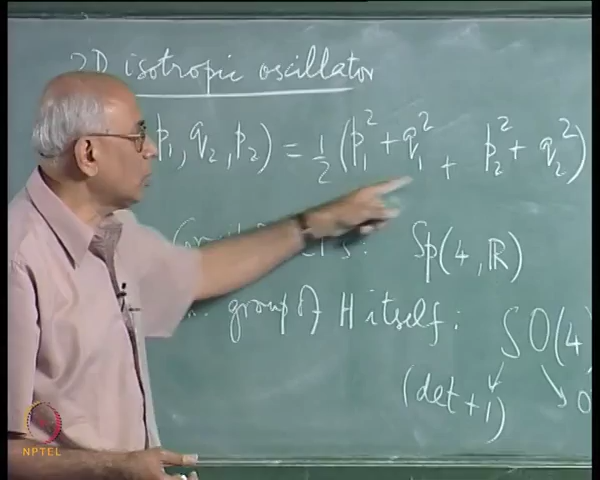 2D isotropic oscillator
p₁, q₂, p₂) = ½ (p₁² + q₁² + p₂² + q₂²)
: Sp(4, ℝ)
group of H itself : SO(4
(det +1)
NPTEL